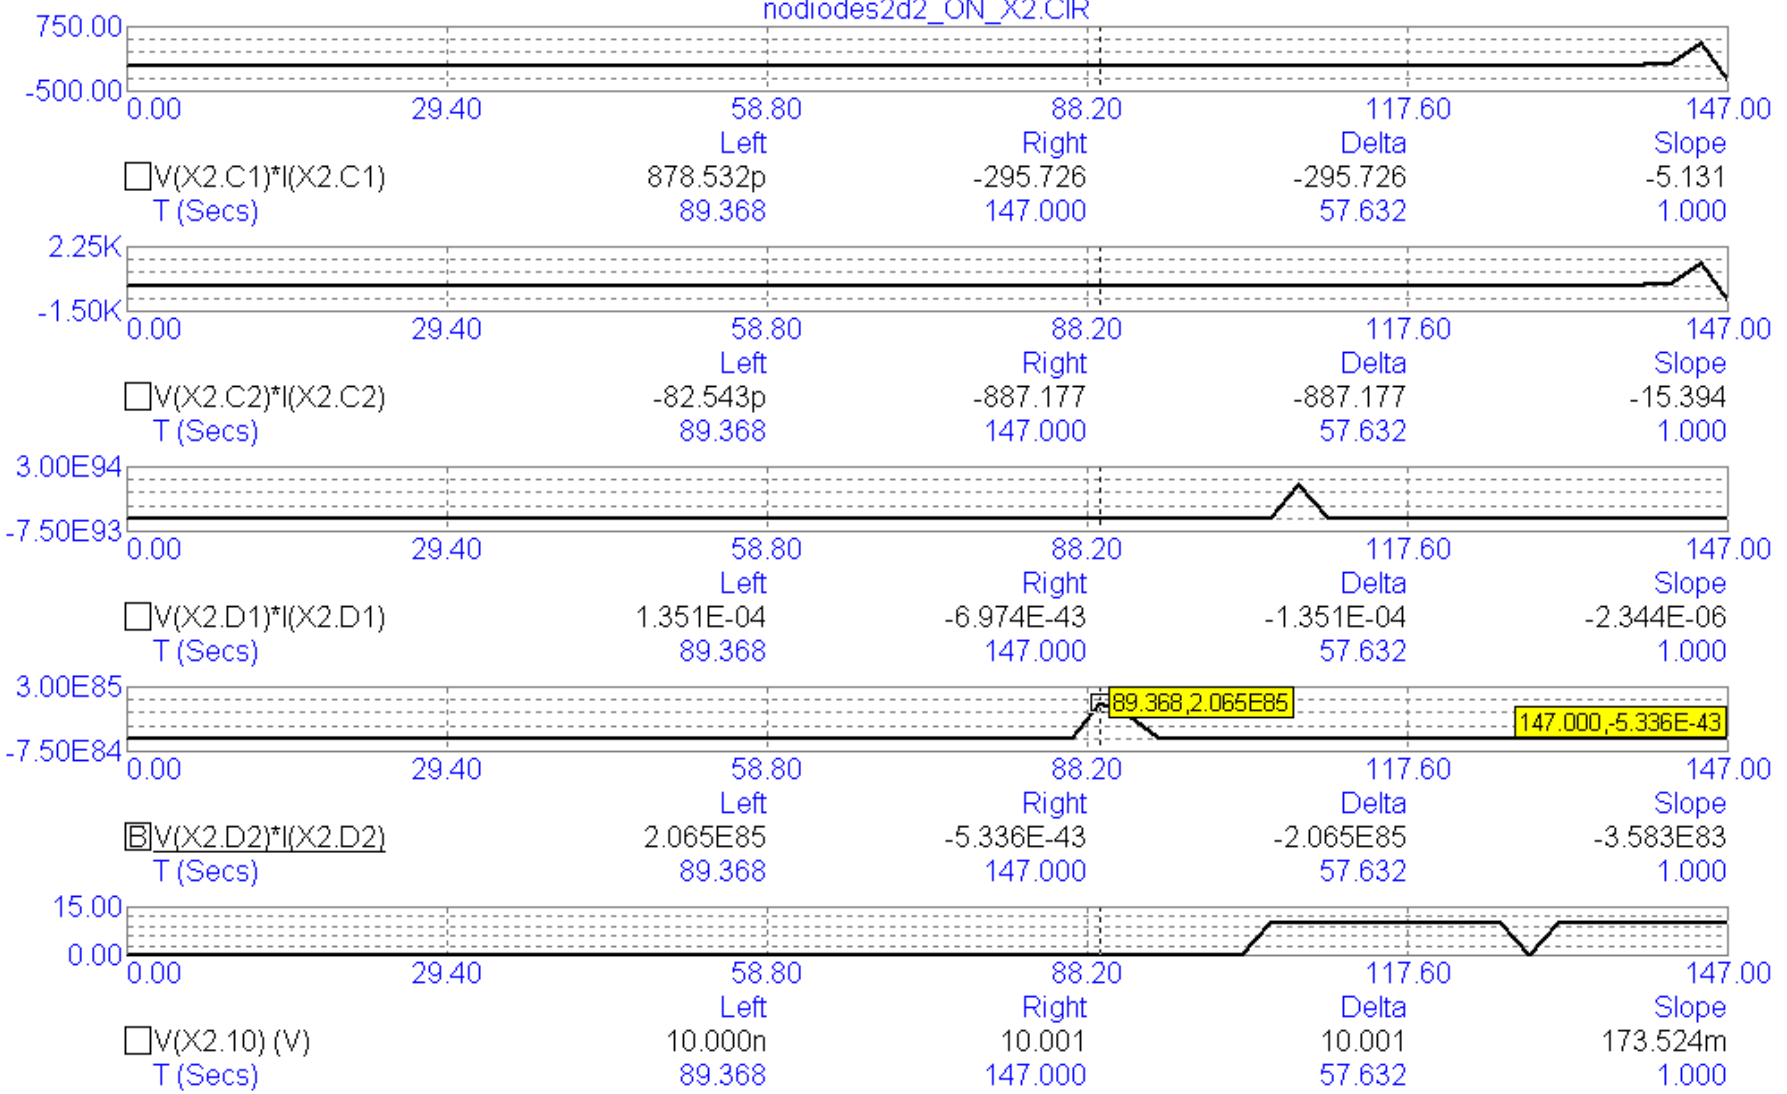 nodiodes2d2_ON_X2.CIR
750.00
-500.00
0.00 29.40 58.80 88.20 117.60 147.00
Left Right Delta Slope
V(X2.C1)*I(X2.C1) 878.532p -295.726 -295.726 -5.131
T (Secs) 89.368 147.000 57.632 1.000
2.25K
-1.50K
0.00 29.40 58.80 88.20 117.60 147.00
Left Right Delta Slope
V(X2.C2)*I(X2.C2) -82.543p -887.177 -887.177 -15.394
T (Secs) 89.368 147.000 57.632 1.000
3.00E94
-7.50E93
0.00 29.40 58.80 88.20 117.60 147.00
Left Right Delta Slope
V(X2.D1)*I(X2.D1) 1.351E-04 -6.974E-43 -1.351E-04 -2.344E-06
T (Secs) 89.368 147.000 57.632 1.000
3.00E85
89.368,2.065E85
147.000,-5.336E-43
-7.50E84
0.00 29.40 58.80 88.20 117.60 147.00
Left Right Delta Slope
B V(X2.D2)*I(X2.D2) 2.065E85 -5.336E-43 -2.065E85 -3.583E83
T (Secs) 89.368 147.000 57.632 1.000
15.00
0.00
0.00 29.40 58.80 88.20 117.60 147.00
Left Right Delta Slope
V(X2.10) (V) 10.000n 10.001 10.001 173.524m
T (Secs) 89.368 147.000 57.632 1.000